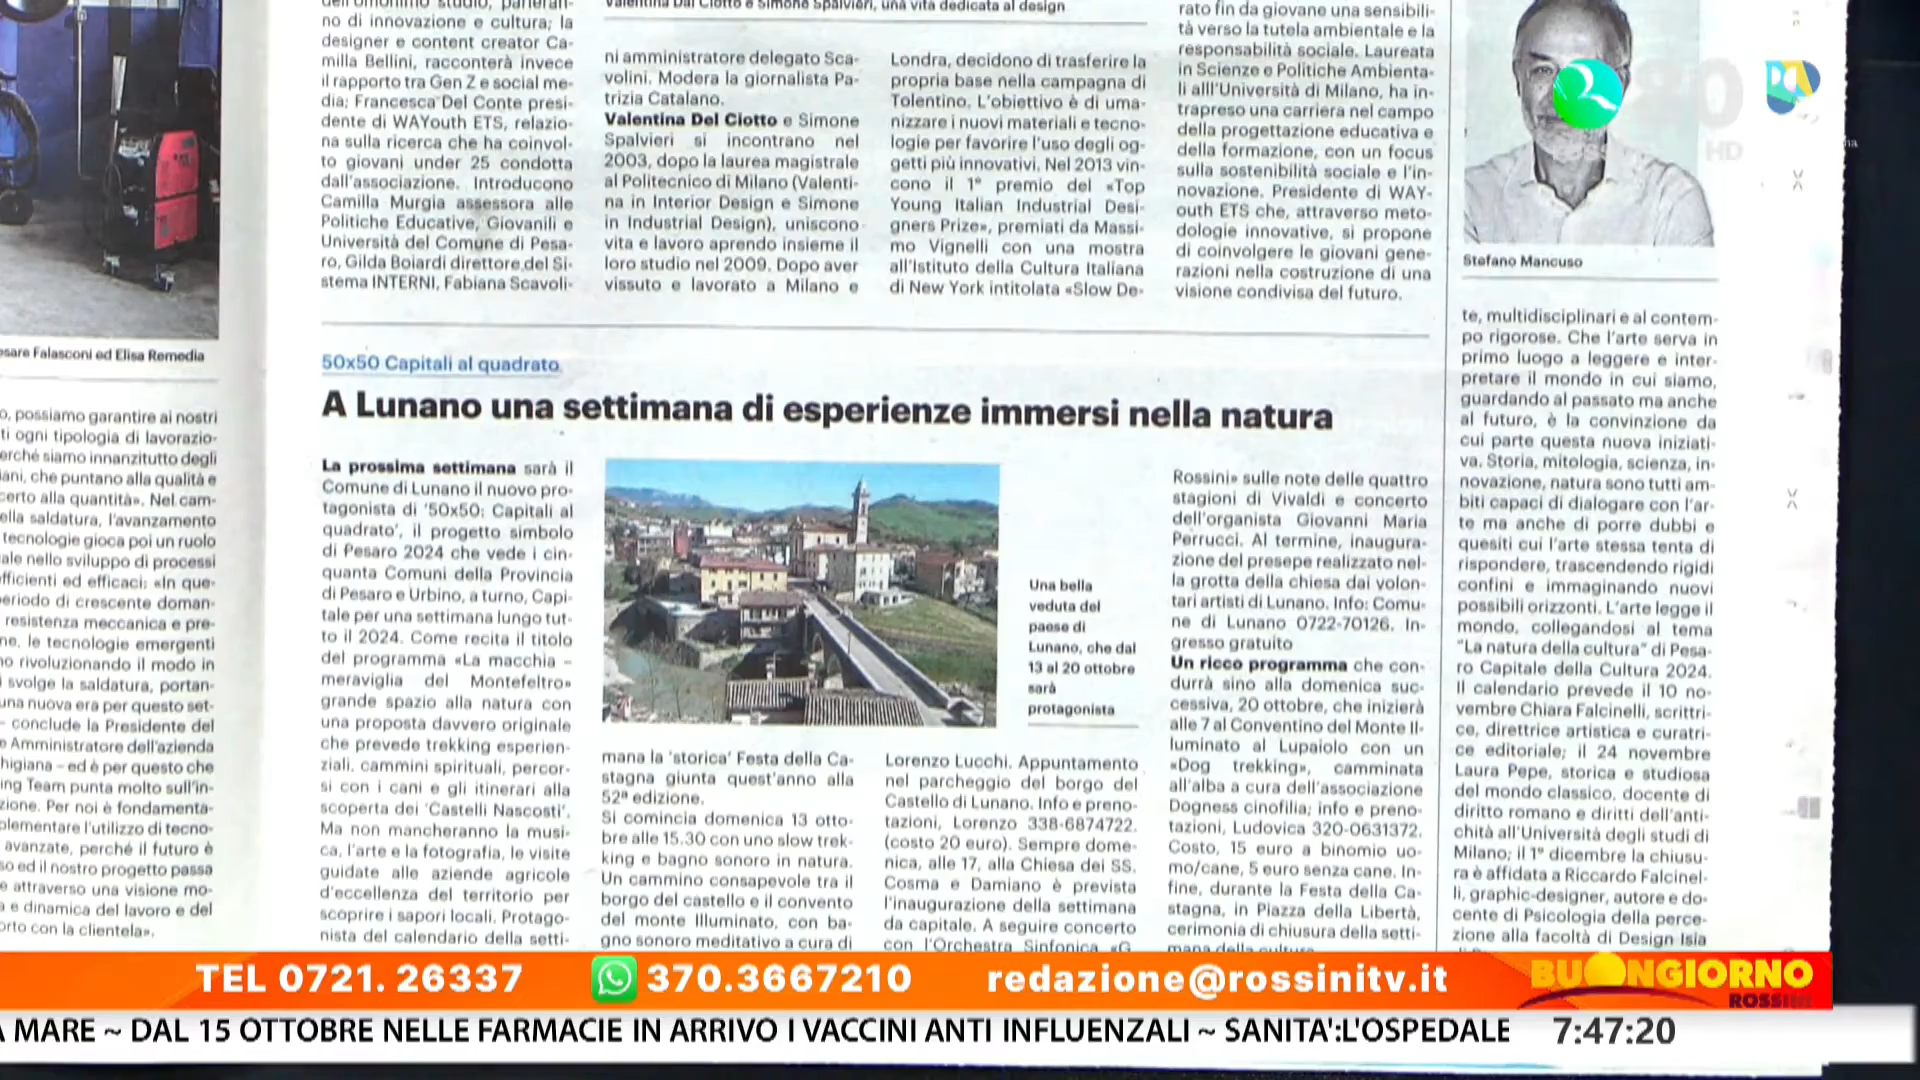 dell'omonimo studio, parleran-
no di innovazione e cultura; la
designer e content creator Ca-
milla Bellini, racconterà invece
il rapporto tra Gen Z e social me-
dia; Francesca Del Conte presi-
dente di WAYouth ETS, relazio-
na sulla ricerca che ha coinvol-
to giovani under 25 condotta
dall'associazione. Introducono
Camilla Murgia assessora alle
Politiche Educative, Giovanili e
Università del Comune di Pesa-
ro, Gilda Boiardi direttore del Si-
stema INTERNI, Fabiana Scavoli-
Valentina Del Ciotto e Simone Spalvieri, una vita dedicata al design
ni amministratore delegato Sca-
volini. Modera la giornalista Pa-
trizia Catalano.
Valentina Del Ciotto e Simone
Spalvieri si incontrano nel
2003, dopo la laurea magistrale
al Politecnico di Milano (Valenti-
na in Interior Design e Simone
in Industrial Design), uniscono
vita e lavoro aprendo insieme il
loro studio nel 2009. Dopo aver
vissuto e lavorato a Milano e
Londra, decidono di trasferire la
propria base nella campagna di
Tolentino. L'obiettivo è di uma-
nizzare i nuovi materiali e tecno-
logie per favorire l'uso degli og-
getti più innovativi. Nel 2013 vin-
cono il 1° premio del «Top
Young Italian Industrial Desi-
gners Prize», premiati da Massi-
mo Vignelli con una mostra
all'Istituto della Cultura Italiana
di New York intitolata «Slow De-
rato fin da giovane una sensibili-
tà verso la tutela ambientale e la
responsabilità sociale. Laureata
in Scienze e Politiche Ambienta-
li alll'Università di Milano, ha in-
trapreso una carriera nel campo
della progettazione educativa e
della formazione, con un focus
sulla sostenibilità sociale e l'in-
novazione. Presidente di WAY-
outh ETS che, attraverso meto-
dologie innovative, si propone
di coinvolgere le giovani gene-
razioni nella costruzione di una
visione condivisa del futuro.
Stefano Mancuso
HD
esare Falasconi ed Elisa Remedia
o, possiamo garantire ai nostri
ti ogni tipologia di lavorazio-
erché siamo innanzitutto degli
iani, che puntano alla qualità e
certo alla quantità». Nel cam-
ella saldatura, l'avanzamento
tecnologie gioca poi un ruolo
ale nello sviluppo di processi
fficienti ed efficaci: «In que-
eriodo di crescente doman-
resistenza meccanica e pre-
ne, le tecnologie emergenti
no rivoluzionando il modo in
svolge la saldatura, portan-
una nuova era per questo set-
– conclude la Presidente del
e Amministratore dell'azienda
higiana – ed è per questo che
ing Team punta molto sull'in-
zione. Per noi è fondamenta-
plementare l'utilizzo di tecno-
avanzate, perché il futuro è
so ed il nostro progetto passa
e attraverso una visione mo-
a e dinamica del lavoro e del
orto con la clientela».
50x50 Capitali al quadrato
A Lunano una settimana di esperienze immersi nella natura
La prossima settimana sarà il
Comune di Lunano il nuovo pro-
tagonista di '50x50: Capitali al
quadrato', il progetto simbolo
di Pesaro 2024 che vede i cin-
quanta Comuni della Provincia
di Pesaro e Urbino, a turno, Capi-
tale per una settimana lungo tut-
to il 2024. Come recita il titolo
del programma «La macchia –
meraviglia del Montefeltro»
grande spazio alla natura con
una proposta davvero originale
che prevede trekking esperien-
ziali, cammini spirituali, percor-
si con i cani e gli itinerari alla
scoperta dei 'Castelli Nascosti'.
Ma non mancheranno la musi-
ca, l'arte e la fotografia, le visite
guidate alle aziende agricole
d'eccellenza del territorio per
scoprire i sapori locali. Protago-
nista del calendario della setti-
Una bella
veduta del
paese di
Lunano, che dal
13 al 20 ottobre
sarà
protagonista
mana la 'storica' Festa della Ca-
stagna giunta quest'anno alla
52ª edizione.
Si comincia domenica 13 otto-
bre alle 15.30 con uno slow trek-
king e bagno sonoro in natura.
Un cammino consapevole tra il
borgo del castello e il convento
del monte Illuminato, con ba-
gno sonoro meditativo a cura di
Lorenzo Lucchi. Appuntamento
nel parcheggio del borgo del
Castello di Lunano. Info e preno-
tazioni, Lorenzo 338-6874722.
(costo 20 euro). Sempre dome-
nica, alle 17, alla Chiesa dei SS.
Cosma e Damiano è prevista
l'inaugurazione della settimana
da capitale. A seguire concerto
con l'Orchestra Sinfonica «G.
Rossini» sulle note delle quattro
stagioni di Vivaldi e concerto
dell'organista Giovanni Maria
Perrucci. Al termine, inaugura-
zione del presepe realizzato nel-
la grotta della chiesa dai volon-
tari artisti di Lunano. Info: Comu-
ne di Lunano 0722-70126. In-
gresso gratuito
Un ricco programma che con-
durrà sino alla domenica suc-
cessiva, 20 ottobre, che inizierà
alle 7 al Conventino del Monte Il-
luminato al Lupaiolo con un
«Dog trekking», camminata
all'alba a cura dell'associazione
Dogness cinofilia; info e preno-
tazioni, Ludovica 320-0631372.
Costo, 15 euro a binomio uo-
mo/cane, 5 euro senza cane. In-
fine, durante la Festa della Ca-
stagna, in Piazza della Libertà,
cerimonia di chiusura della setti-
mana della cultura
te, multidisciplinari e al contem-
po rigorose. Che l'arte serva in
primo luogo a leggere e inter-
pretare il mondo in cui siamo,
guardando al passato ma anche
al futuro, è la convinzione da
cui parte questa nuova iniziati-
va. Storia, mitologia, scienza, in-
novazione, natura sono tutti am-
biti capaci di dialogare con l'ar-
te ma anche di porre dubbi e
quesiti cui l'arte stessa tenta di
rispondere, trascendendo rigidi
confini e immaginando nuovi
possibili orizzonti. L'arte legge il
mondo, collegandosi al tema
"La natura della cultura" di Pesa-
ro Capitale della Cultura 2024.
Il calendario prevede il 10 no-
vembre Chiara Falcinelli, scrittri-
ce, direttrice artistica e curatri-
ce editoriale; il 24 novembre
Laura Pepe, storica e studiosa
del mondo classico, docente di
diritto romano e diritti dell'anti-
chità all'Università degli studi di
Milano; il 1° dicembre la chiusu-
ra è affidata a Riccardo Falcinel-
li, graphic-designer, autore e do-
cente di Psicologia della perce-
zione alla facoltà di Design Isia
TEL 0721. 26337
370.3667210
redazione@rossinitv.it
BUONGIORNO
ROSSINI
A MARE ~ DAL 15 OTTOBRE NELLE FARMACIE IN ARRIVO I VACCINI ANTI INFLUENZALI ~ SANITA':L'OSPEDALE
7:47:20